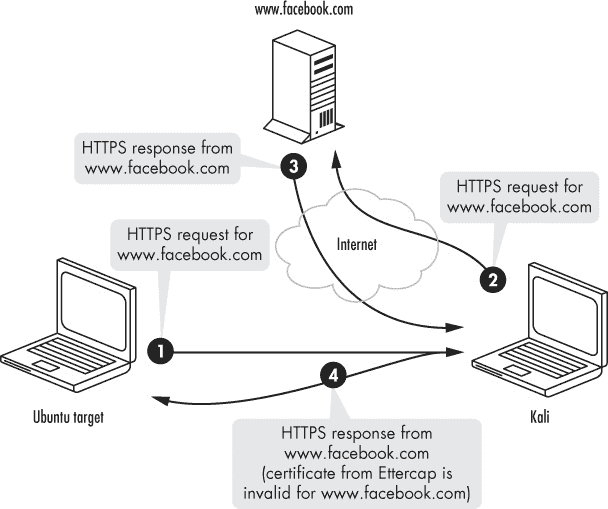 www.facebook.com
HTTPS response from
www.facebook.com
3
HTTPS request for
www.facebook.com
HTTPS request for
www.facebook.com
Internet
2
1
4
Ubuntu target
Kali
HTTPS response from
www.facebook.com
(certificate from Ettercap is
invalid for www.facebook.com)